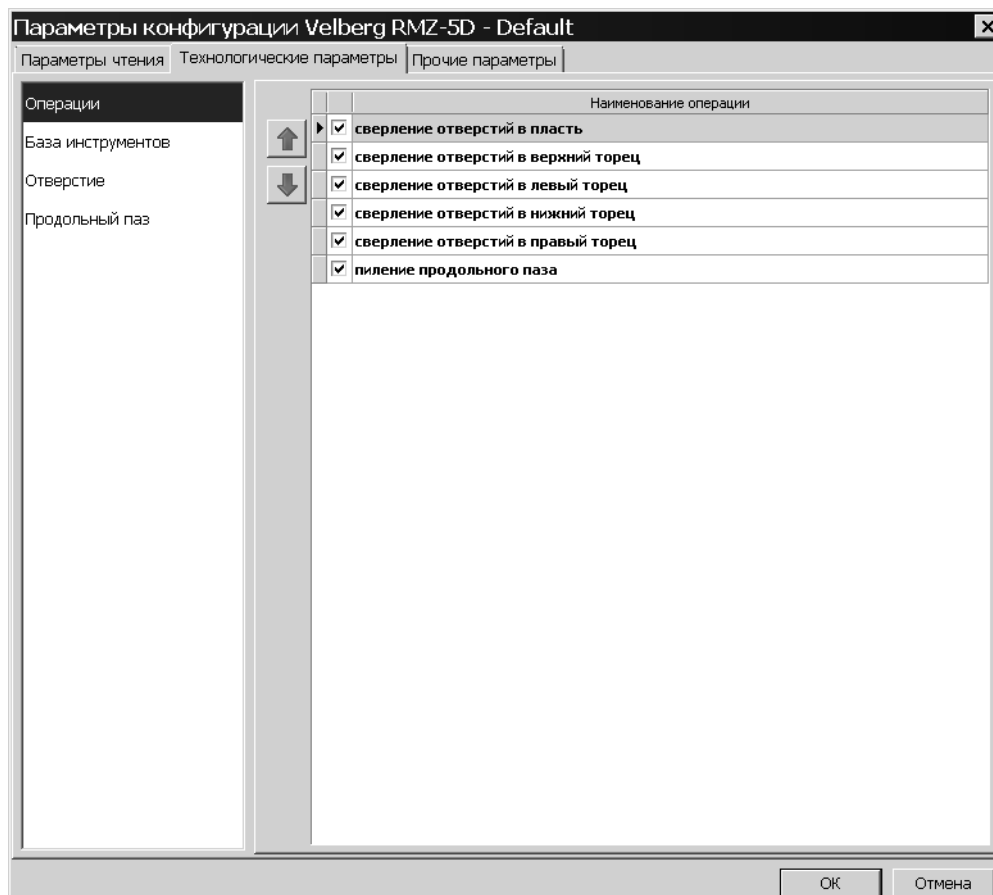 Параметры конфигурации Velberg RMZ-5D - Default
Параметры чтения Технологические параметры Прочие параметры
Операции
База инструментов
Отверстие
Продольный паз
Наименование операции
сверление отверстий в пласть
сверление отверстий в верхний торец
сверление отверстий в левый торец
сверление отверстий в нижний торец
сверление отверстий в правый торец
пиление продольного паза
ОК Отмена